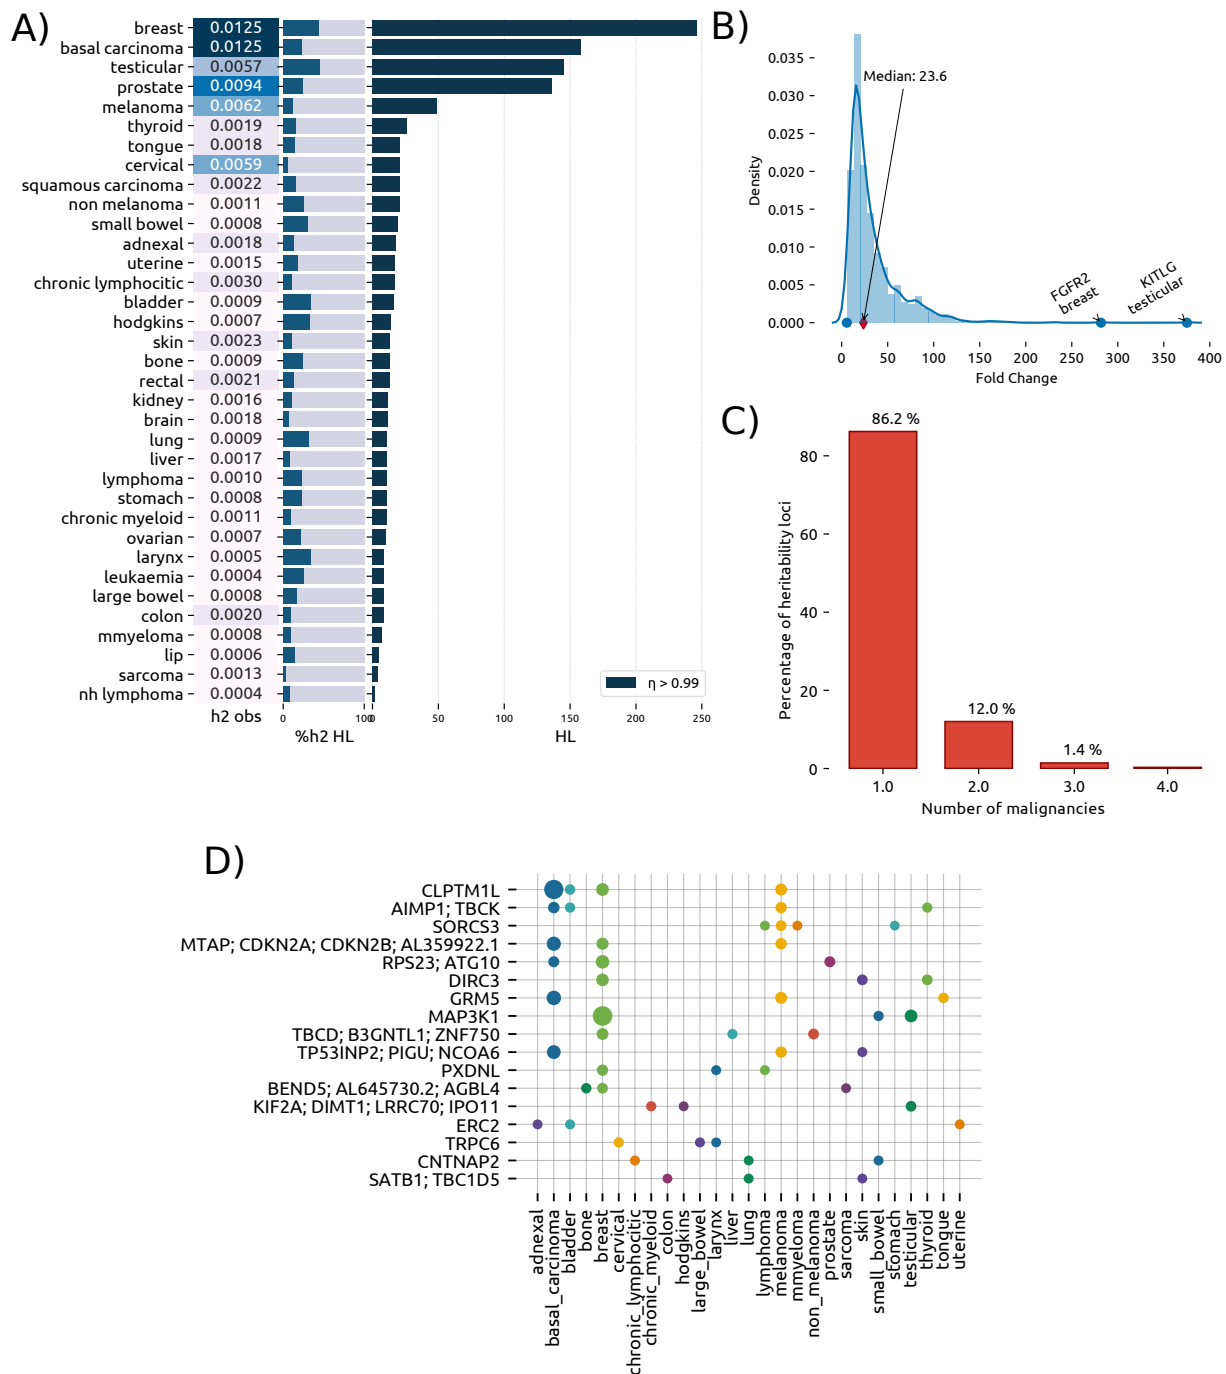 A)
breast 0.0125
basal carcinoma 0.0125
testicular 0.0057
prostate 0.0094
melanoma 0.0062
thyroid 0.0019
tongue 0.0018
cervical 0.0059
squamous carcinoma 0.0022
non melanoma 0.0011
small bowel 0.0008
adnexal 0.0018
uterine 0.0015
chronic lymphocitic 0.0030
bladder 0.0009
hodgkins 0.0007
skin 0.0023
bone 0.0009
rectal 0.0021
kidney 0.0016
brain 0.0018
lung 0.0009
liver 0.0017
lymphoma 0.0010
stomach 0.0008
chronic myeloid 0.0011
ovarian 0.0007
larynx 0.0005
leukaemia 0.0004
large bowel 0.0008
colon 0.0020
mmyeloma 0.0008
lip 0.0006
sarcoma 0.0013
nh lymphoma 0.0004
η > 0.99
h2 obs
0 100
%h2 HL
0 50 100 150 200 250
HL
B)
0.035
0.030
0.025
0.020
0.015
0.010
0.005
0.000
Density
Median: 23.6
FGFR2
breast
KITLG
testicular
0 50 100 150 200 250 300 350 400
Fold Change
C)
80
60
40
20
0
Percentage of heritability loci
86.2 %
12.0 %
1.4 %
1.0 2.0 3.0 4.0
Number of malignancies
D)
CLPTM1L
AIMP1; TBCK
SORCS3
MTAP; CDKN2A; CDKN2B; AL359922.1
RPS23; ATG10
DIRC3
GRM5
MAP3K1
TBCD; B3GNTL1; ZNF750
TP53INP2; PIGU; NCOA6
PXDNL
BEND5; AL645730.2; AGBL4
KIF2A; DIMT1; LRRC70; IPO11
ERC2
TRPC6
CNTNAP2
SATB1; TBC1D5
adnexal
basal_carcinoma
bladder
bone
breast
cervical
chronic_lymphocitic
chronic_myeloid
colon
hodgkins
large_bowel
larynx
liver
lung
lymphoma
melanoma
mmyeloma
non_melanoma
prostate
sarcoma
skin
small_bowel
stomach
testicular
thyroid
tongue
uterine